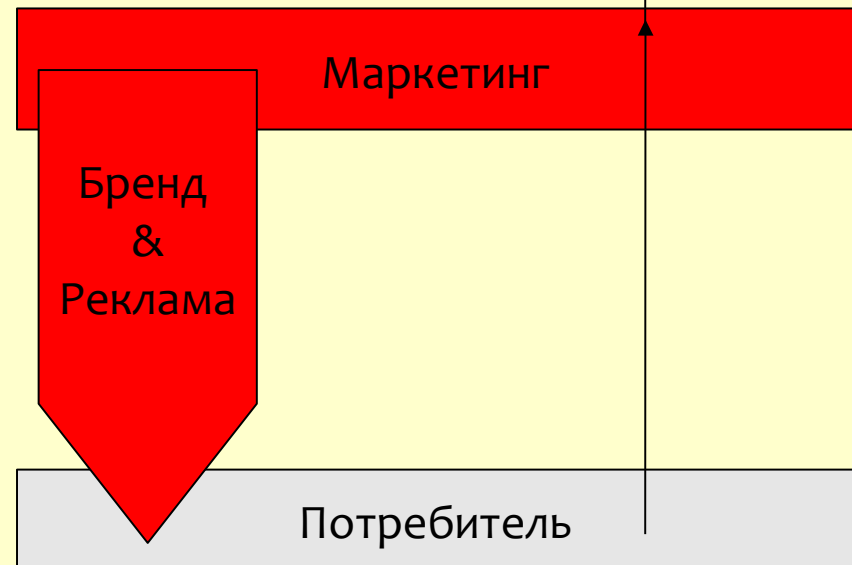 Маркетинг
Бренд
&
Реклама
Потребитель